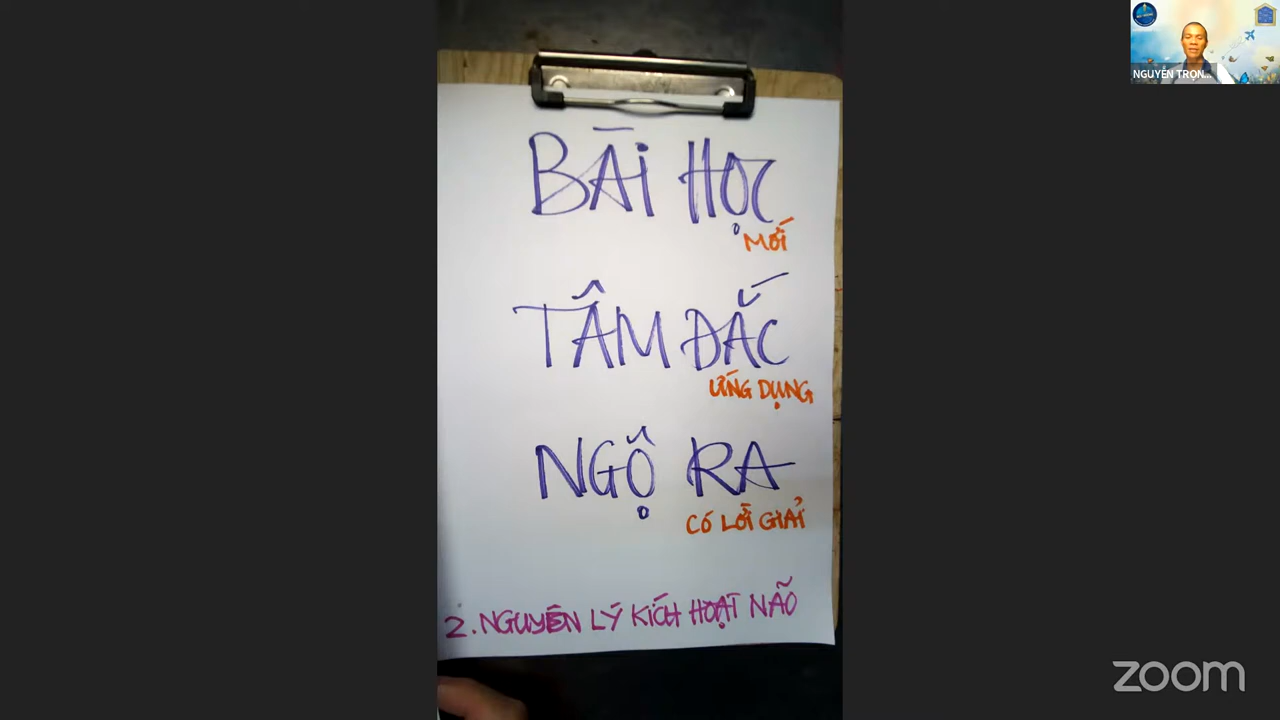 NGUYỄN TRỌN...
BÀI HỌC
MỚI
TÂM ĐẮC
ỨNG DỤNG
NGỘ RA
CÓ LỜI GIẢI
2. NGUYÊN LÝ KÍCH HOẠT NÃO
zoom